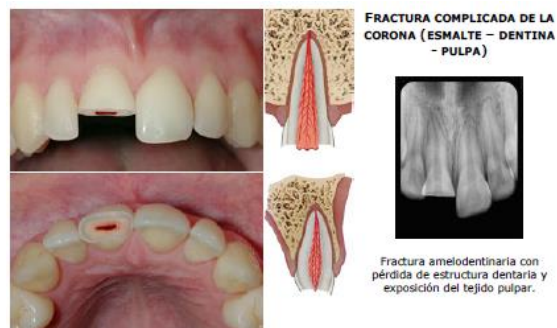 FRACTURA COMPLICADA DE LA
CORONA (ESMALTE – DENTINA
- PULPA)
Fractura amelodentinaria con
pérdida de estructura dentaria y
exposición del tejido pulpar.